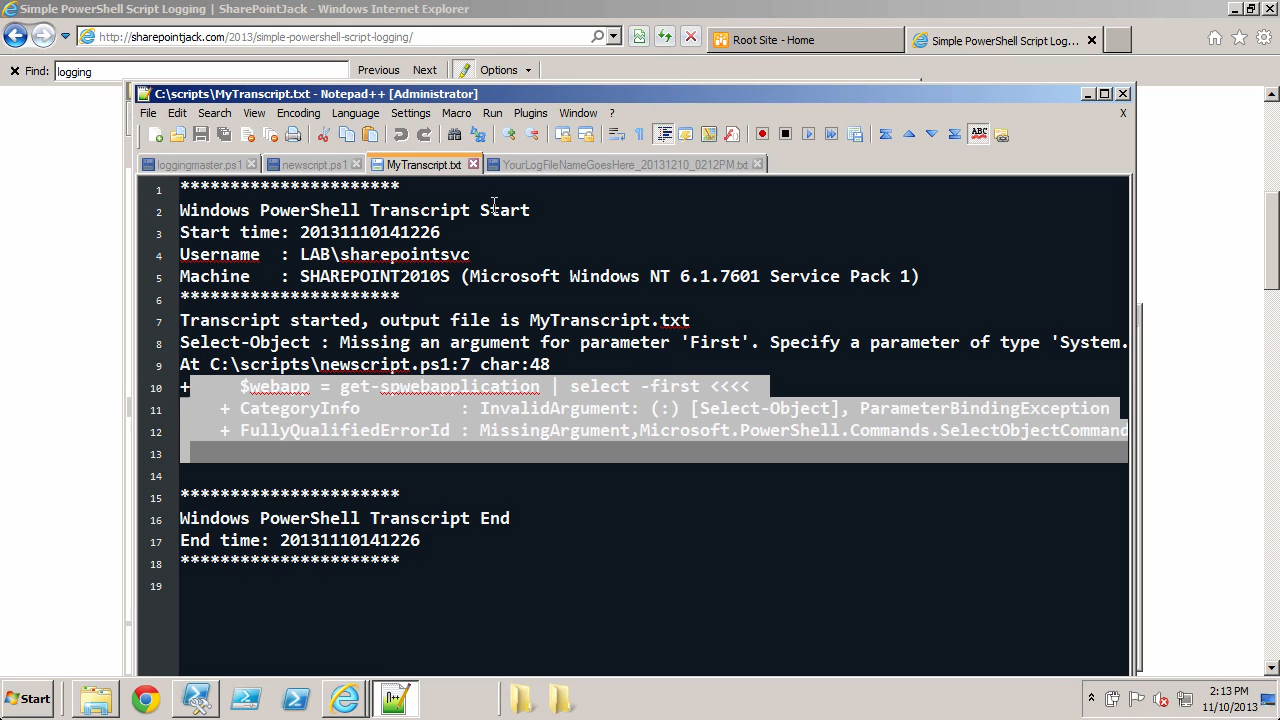 Simple PowerShell Script Logging | SharePointJack - Windows Internet Explorer
http://sharepointjack.com/2013/simple-powershell-script-logging/
Root Site - Home
Simple PowerShell Script Log...
Find: logging Previous Next Options
C:\scripts\MyTranscript.txt - Notepad++ [Administrator]
File Edit Search View Encoding Language Settings Macro Run Plugins Window ? X
loggingmaster.ps1 newscript.ps1 MyTranscript.txt YourLogFileNameGoesHere_20131210_0212PM.txt
1 **********************
2 Windows PowerShell Transcript Start
3 Start time: 20131110141226
4 Username  : LAB\sharepointsvc
5 Machine   : SHAREPOINT2010S (Microsoft Windows NT 6.1.7601 Service Pack 1)
6 **********************
7 Transcript started, output file is MyTranscript.txt
8 Select-Object : Missing an argument for parameter 'First'. Specify a parameter of type 'System.
9 At C:\scripts\newscript.ps1:7 char:48
10 +     $webapp = get-spwebapplication | select -first <<<<
11     + CategoryInfo          : InvalidArgument: (:) [Select-Object], ParameterBindingException
12     + FullyQualifiedErrorId : MissingArgument,Microsoft.PowerShell.Commands.SelectObjectCommand
13
14
15 **********************
16 Windows PowerShell Transcript End
17 End time: 20131110141226
18 **********************
19
Start
2:13 PM
11/10/2013